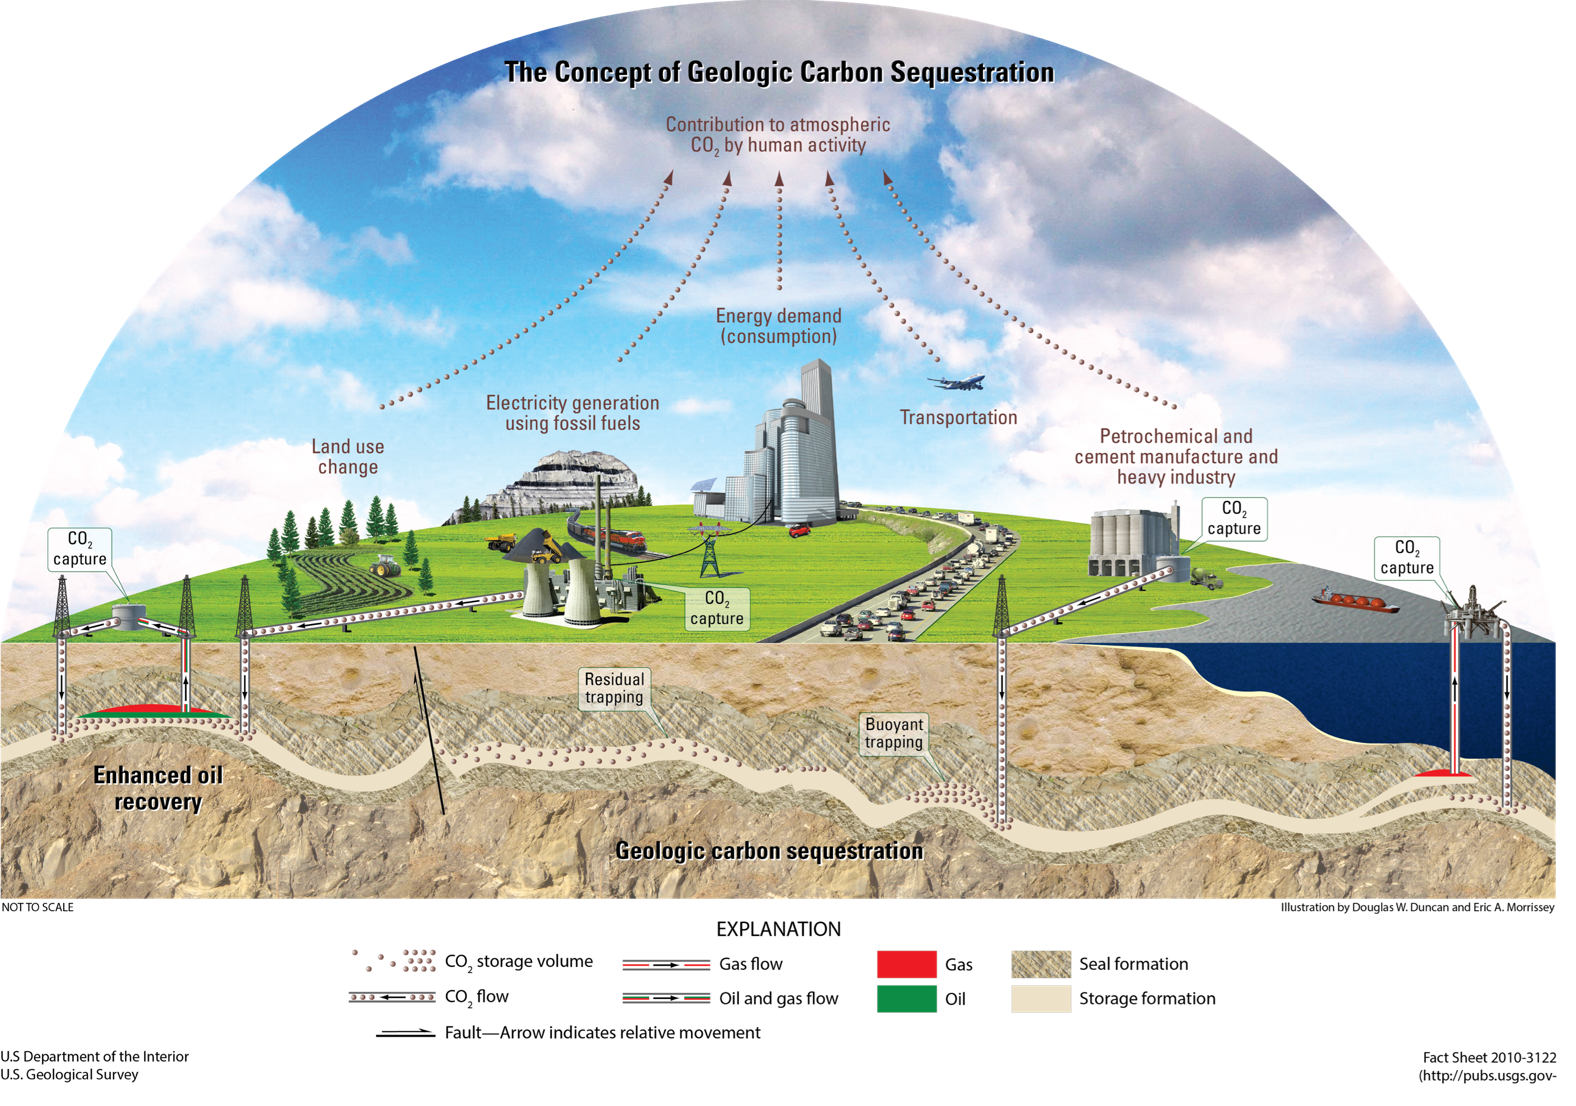 The Concept of Geologic Carbon Sequestration
Contribution to atmospheric
CO2 by human activity
Energy demand
(consumption)
Electricity generation
using fossil fuels
Transportation
Land use
change
Petrochemical and
cement manufacture and
heavy industry
CO2
capture
CO2
capture
CO2
capture
CO2
capture
Residual
trapping
Buoyant
trapping
Enhanced oil
recovery
Geologic carbon sequestration
NOT TO SCALE
Illustration by Douglas W. Duncan and Eric A. Morrissey
EXPLANATION
CO2 storage volume
Gas flow
Gas
Seal formation
CO2 flow
Oil and gas flow
Oil
Storage formation
Fault—Arrow indicates relative movement
U.S Department of the Interior
U.S. Geological Survey
Fact Sheet 2010-3122
(http://pubs.usgs.gov-